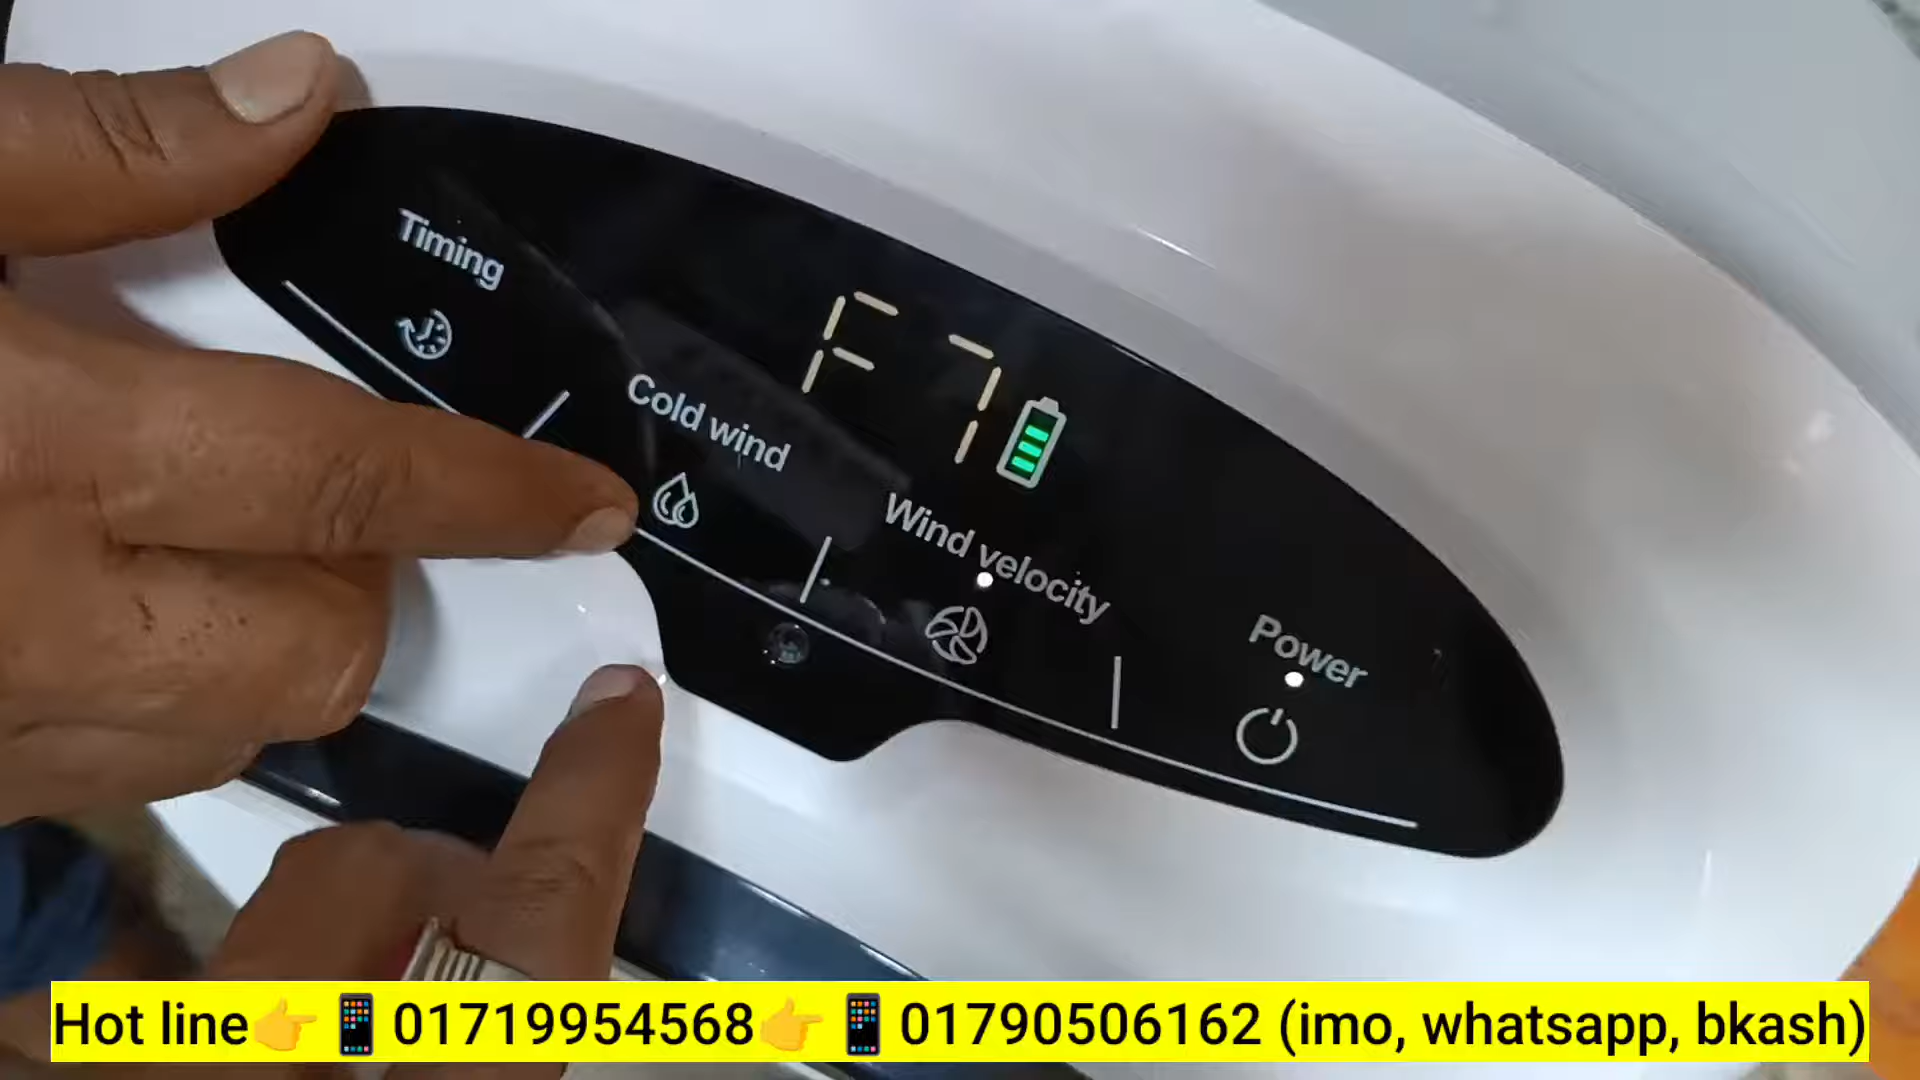 Timing
F7
Cold wind
Wind velocity
Power
Hot line👉📱01719954568👉📱01790506162 (imo, whatsapp, bkash)